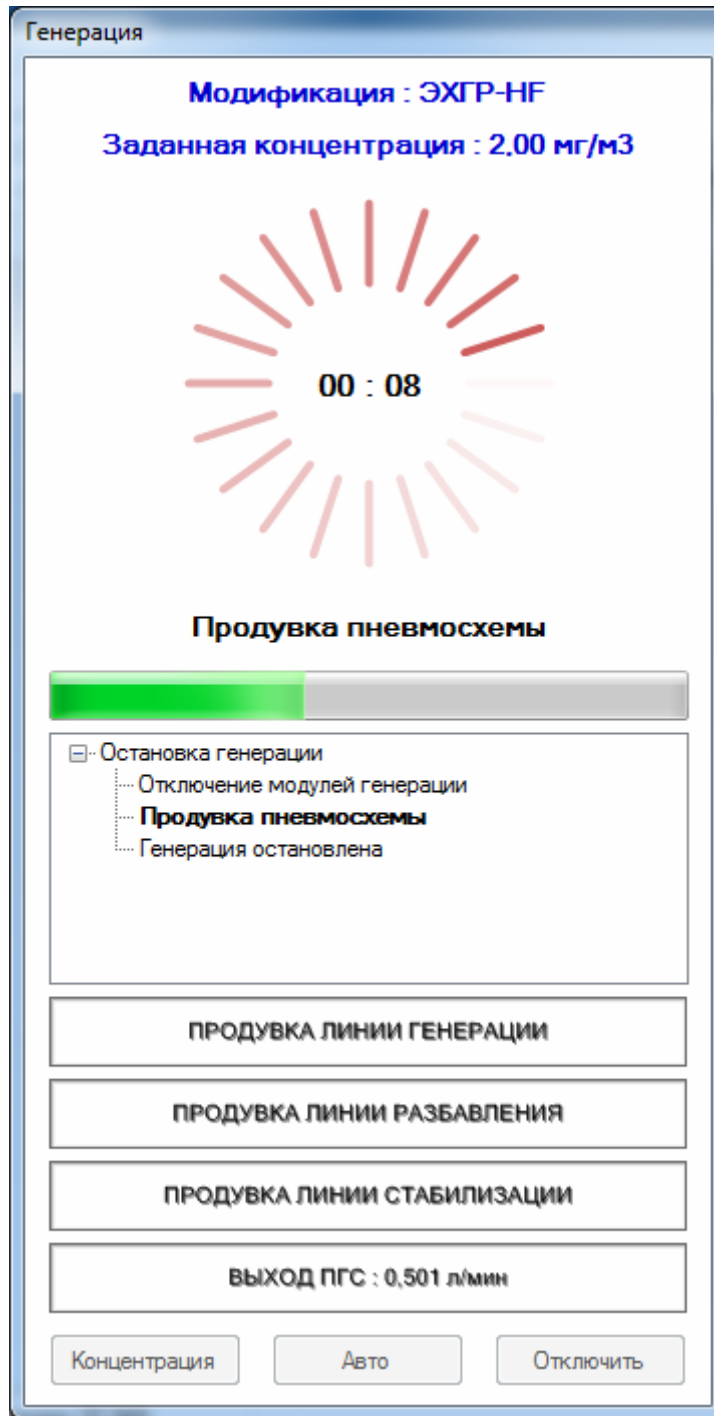 Генерация
Модификация : ЭХГР-HF
Заданная концентрация : 2,00 мг/м3
00 : 08
Продувка пневмосхемы
Остановка генерации
Отключение модулей генерации
Продувка пневмосхемы
Генерация остановлена
ПРОДУВКА ЛИНИИ ГЕНЕРАЦИИ
ПРОДУВКА ЛИНИИ РАЗБАВЛЕНИЯ
ПРОДУВКА ЛИНИИ СТАБИЛИЗАЦИИ
ВЫХОД ПГС : 0,501 л/мин
Концентрация Авто Отключить